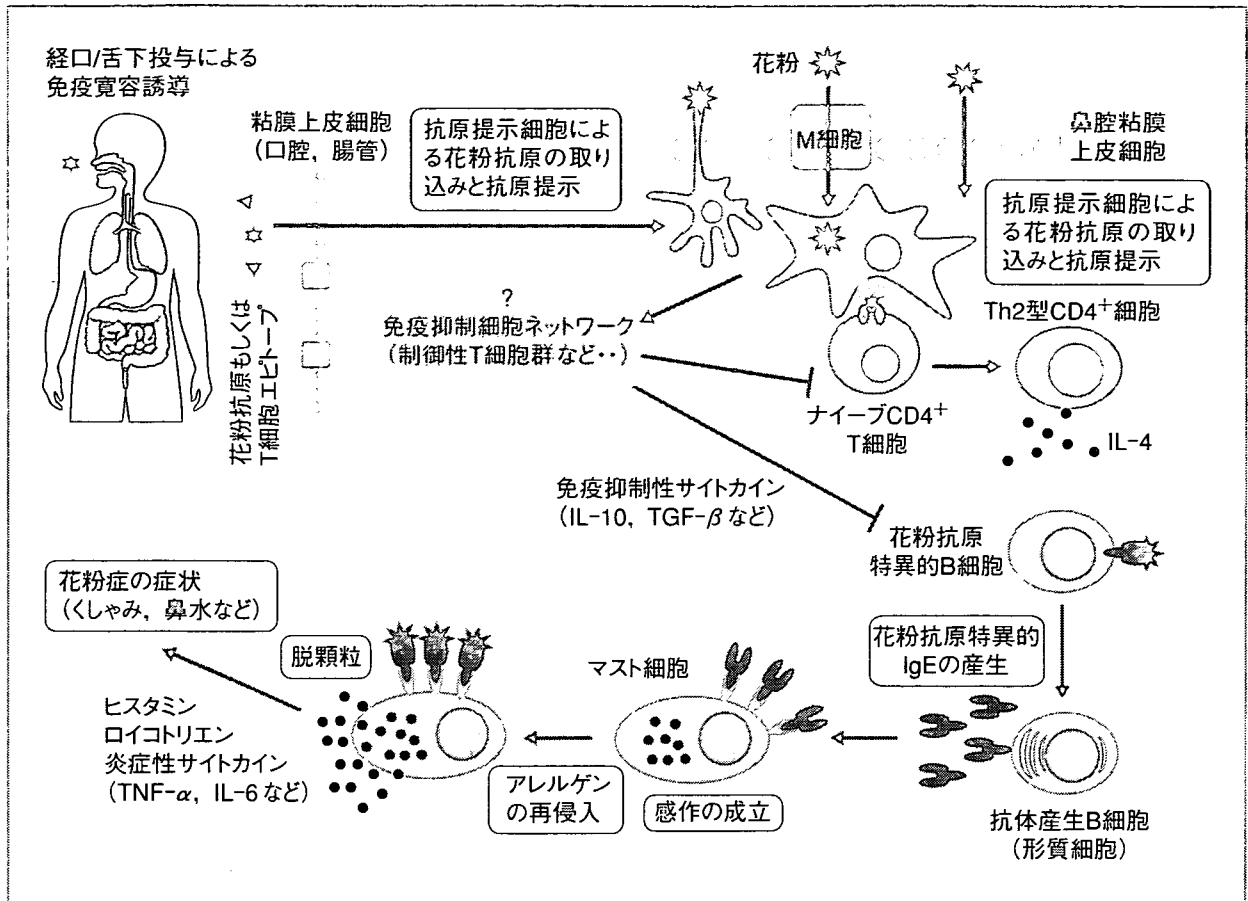 経口/舌下投与による
免疫寛容誘導
粘膜上皮細胞
（口腔，腸管）
抗原提示細胞によ
る花粉抗原の取り
込みと抗原提示
花粉
M細胞
鼻腔粘膜
上皮細胞
抗原提示細胞によ
る花粉抗原の取り
込みと抗原提示
花粉抗原もしくは
T細胞エピトープ
?
免疫抑制細胞ネットワーク
（制御性T細胞群など・・）
Th2型CD4⁺細胞
ナイーブCD4⁺
T細胞
IL-4
免疫抑制性サイトカイン
（IL-10，TGF-βなど）
花粉抗原
特異的B細胞
花粉抗原特異的
IgEの産生
抗体産生B細胞
（形質細胞）
マスト細胞
感作の成立
アレルゲン
の再侵入
脱顆粒
花粉症の症状
（くしゃみ，鼻水など）
ヒスタミン
ロイコトリエン
炎症性サイトカイン
（TNF-α，IL-6など）